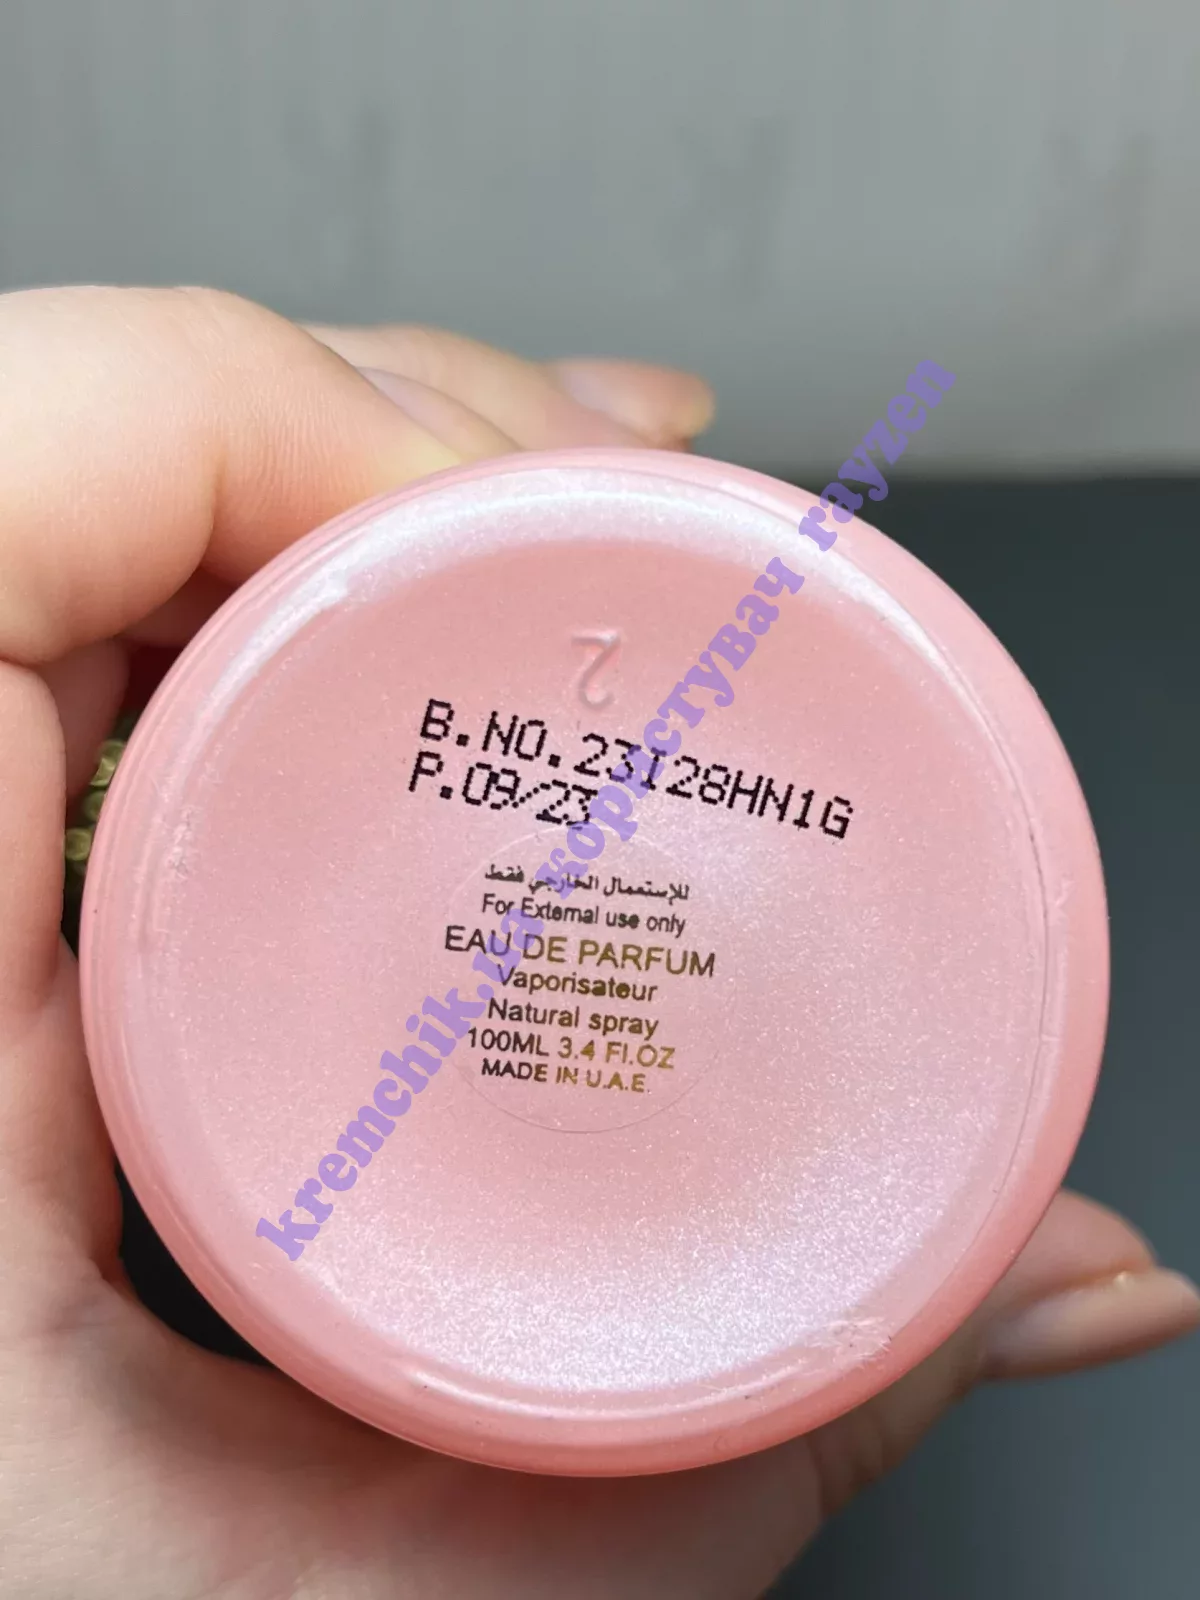 2
B.NO.23I28HN1G
P.09/23
للإستعمال الخارجي فقط
For External use only
EAU DE PARFUM
Vaporisateur
Natural spray
100ML 3.4 Fl.OZ
MADE IN U.A.E.
kremchik.ua користувач rayzen